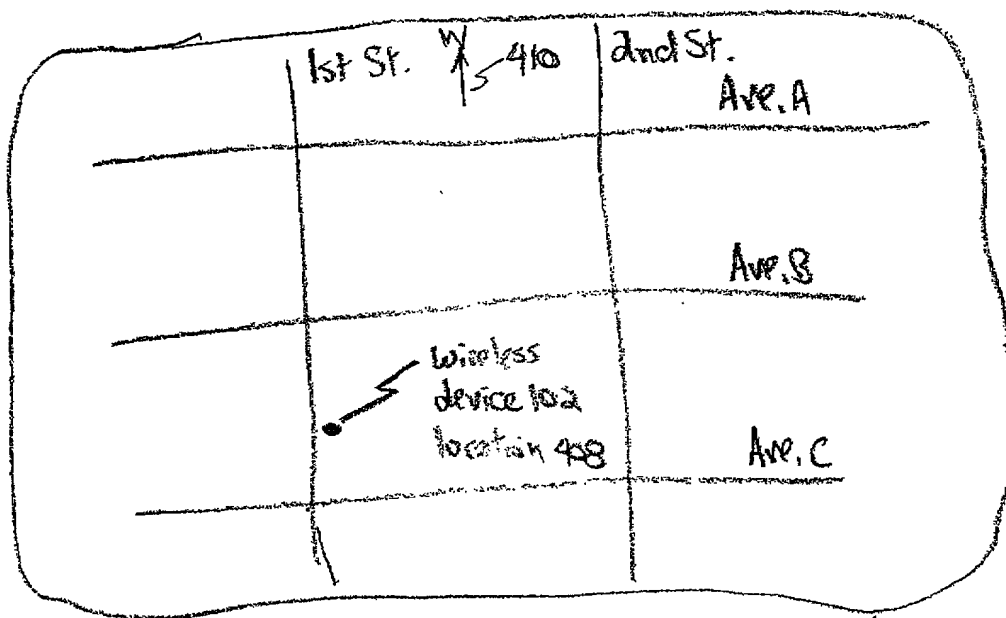 1st St.
N
410
2nd St.
Ave. A
Ave. B
wireless
device 102
location 408
Ave. C